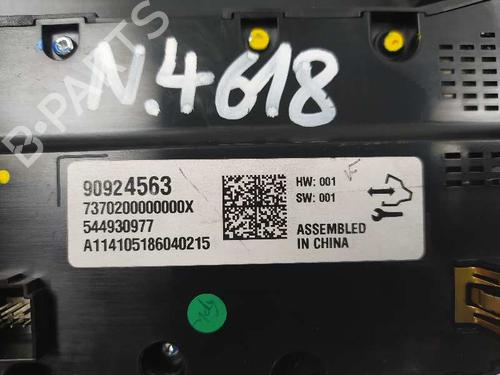 N.4618
B-PARTS
90924563
7370200000000X
544930977
A114105186040215
HW: 001
SW: 001
ASSEMBLED
IN CHINA